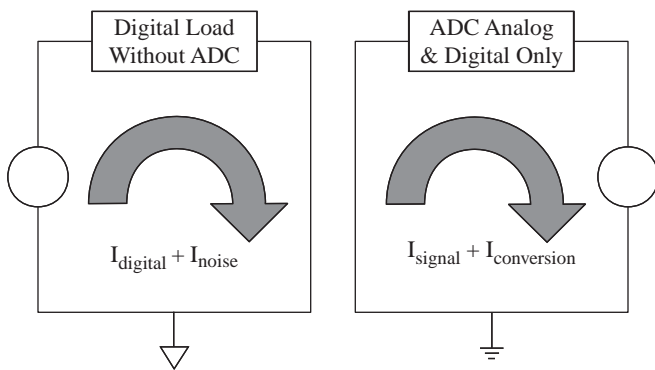 Digital Load
Without ADC
ADC Analog
& Digital Only
I_digital + I_noise
I_signal + I_conversion